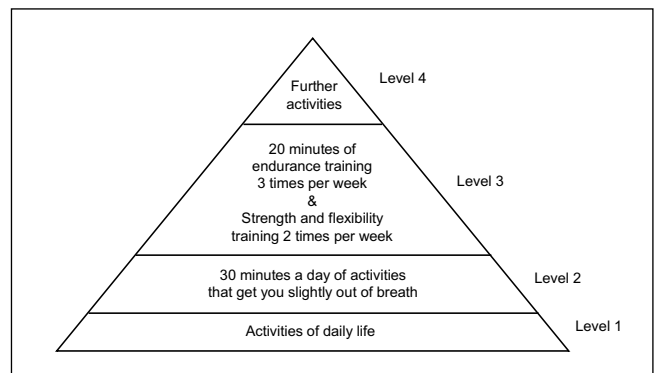 Further
activities
Level 4
20 minutes of
endurance training
3 times per week
&
Strength and flexibility
training 2 times per week
Level 3
30 minutes a day of activities
that get you slightly out of breath
Level 2
Activities of daily life
Level 1